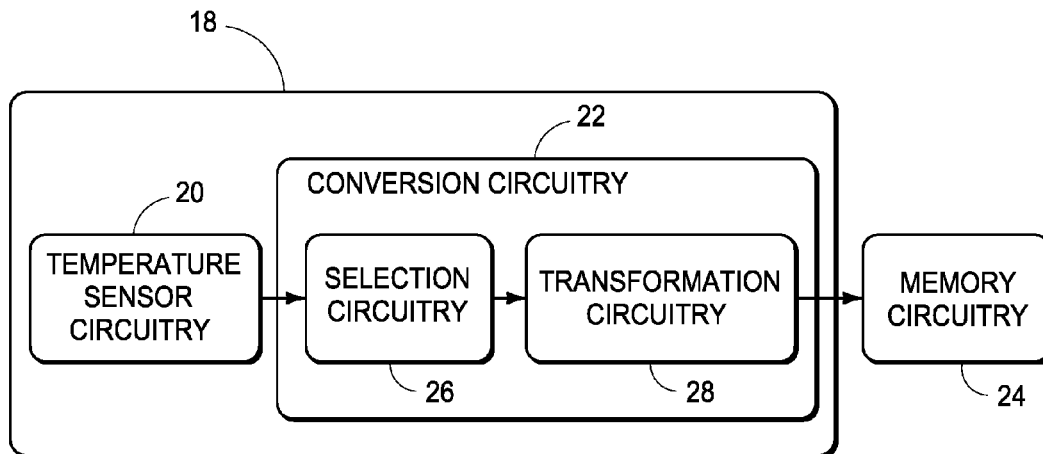 18
22
CONVERSION CIRCUITRY
20
TEMPERATURE
SENSOR
CIRCUITRY
SELECTION
CIRCUITRY
TRANSFORMATION
CIRCUITRY
MEMORY
CIRCUITRY
26
28
24